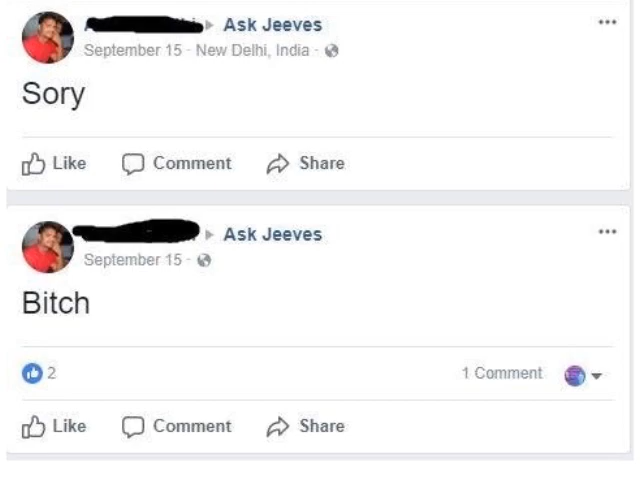 Ask Jeeves
September 15 · New Delhi, India ·
Sory
Like Comment Share
Ask Jeeves
September 15 ·
Bitch
2 1 Comment
Like Comment Share